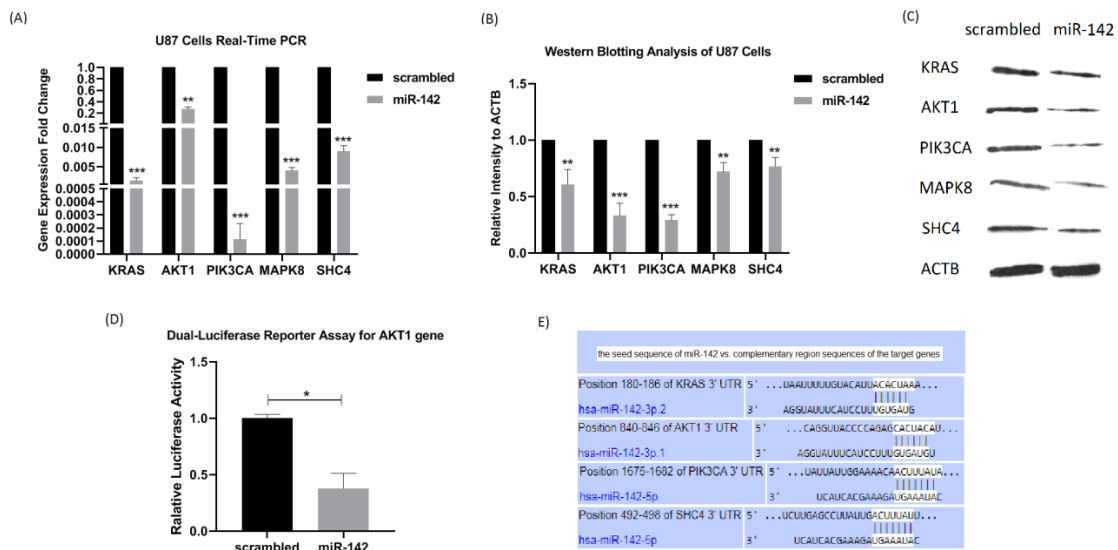 (A)
U87 Cells Real-Time PCR
Gene Expression Fold Change
1.0
0.8
0.6
0.4
0.2
0.015
0.010
0.005
0.0005
0.0004
0.0003
0.0002
0.0001
0.0000
***
**
***
***
***
KRAS AKT1 PIK3CA MAPK8 SHC4
scrambled
miR-142
(B)
Western Blotting Analysis of U87 Cells
Relative Intensity to ACTB
1.5
1.0
0.5
0.0
**
***
***
**
**
KRAS AKT1 PIK3CA MAPK8 SHC4
scrambled
miR-142
(C)
scrambled miR-142
KRAS
AKT1
PIK3CA
MAPK8
SHC4
ACTB
(D)
Dual-Luciferase Reporter Assay for AKT1 gene
Ralative Luciferase Activity
1.5
1.0
0.5
0.0
*
scrambled miR-142
E)
the seed sequence of miR-142 vs. complementary region sequences of the target genes
Position 180-186 of KRAS 3' UTR 5' ...UAAUUUUUGUACAUUACACUAAA...
hsa-miR-142-3p.2 3' AGGUAUUUCAUCCUUUGUGAUG
Position 840-846 of AKT1 3' UTR 5' ...CAGGUUACCCCAGAGCACUACAU...
hsa-miR-142-3p.1 3' AGGUAUUUCAUCCUUUGUGAUGU
Position 1675-1682 of PIK3CA 3' UTR 5' ...UAUUAUUGGAAAACAACUUUAUA...
hsa-miR-142-5p 3' UCAUCACGAAAGAUGAAAUAC
Position 492-498 of SHC4 3' UTR 5' ...UCUUGAGCCUUAUUGACUUUAUU...
hsa-miR-142-5p 3' UCAUCACGAAAGAUGAAAUAC